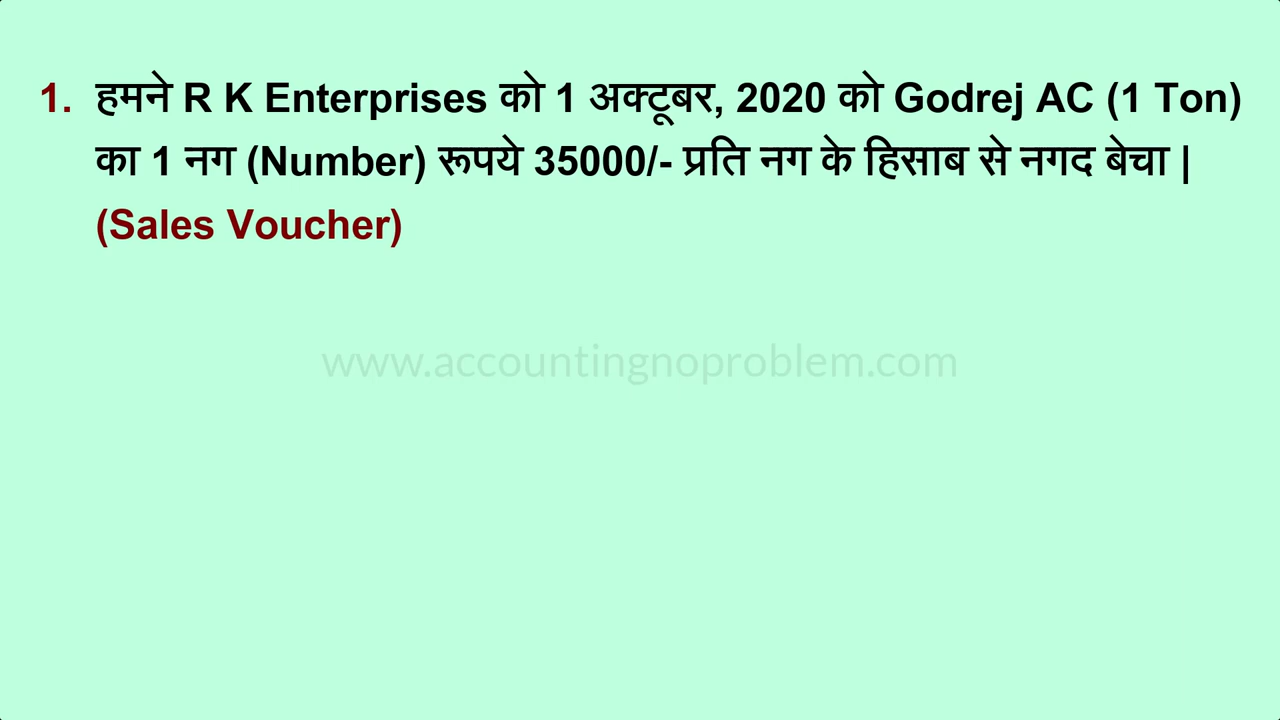 1. हमने R K Enterprises को 1 अक्टूबर, 2020 को Godrej AC (1 Ton)
का 1 नग (Number) रूपये 35000/- प्रति नग के हिसाब से नगद बेचा |
(Sales Voucher)
www.accountingnoproblem.com